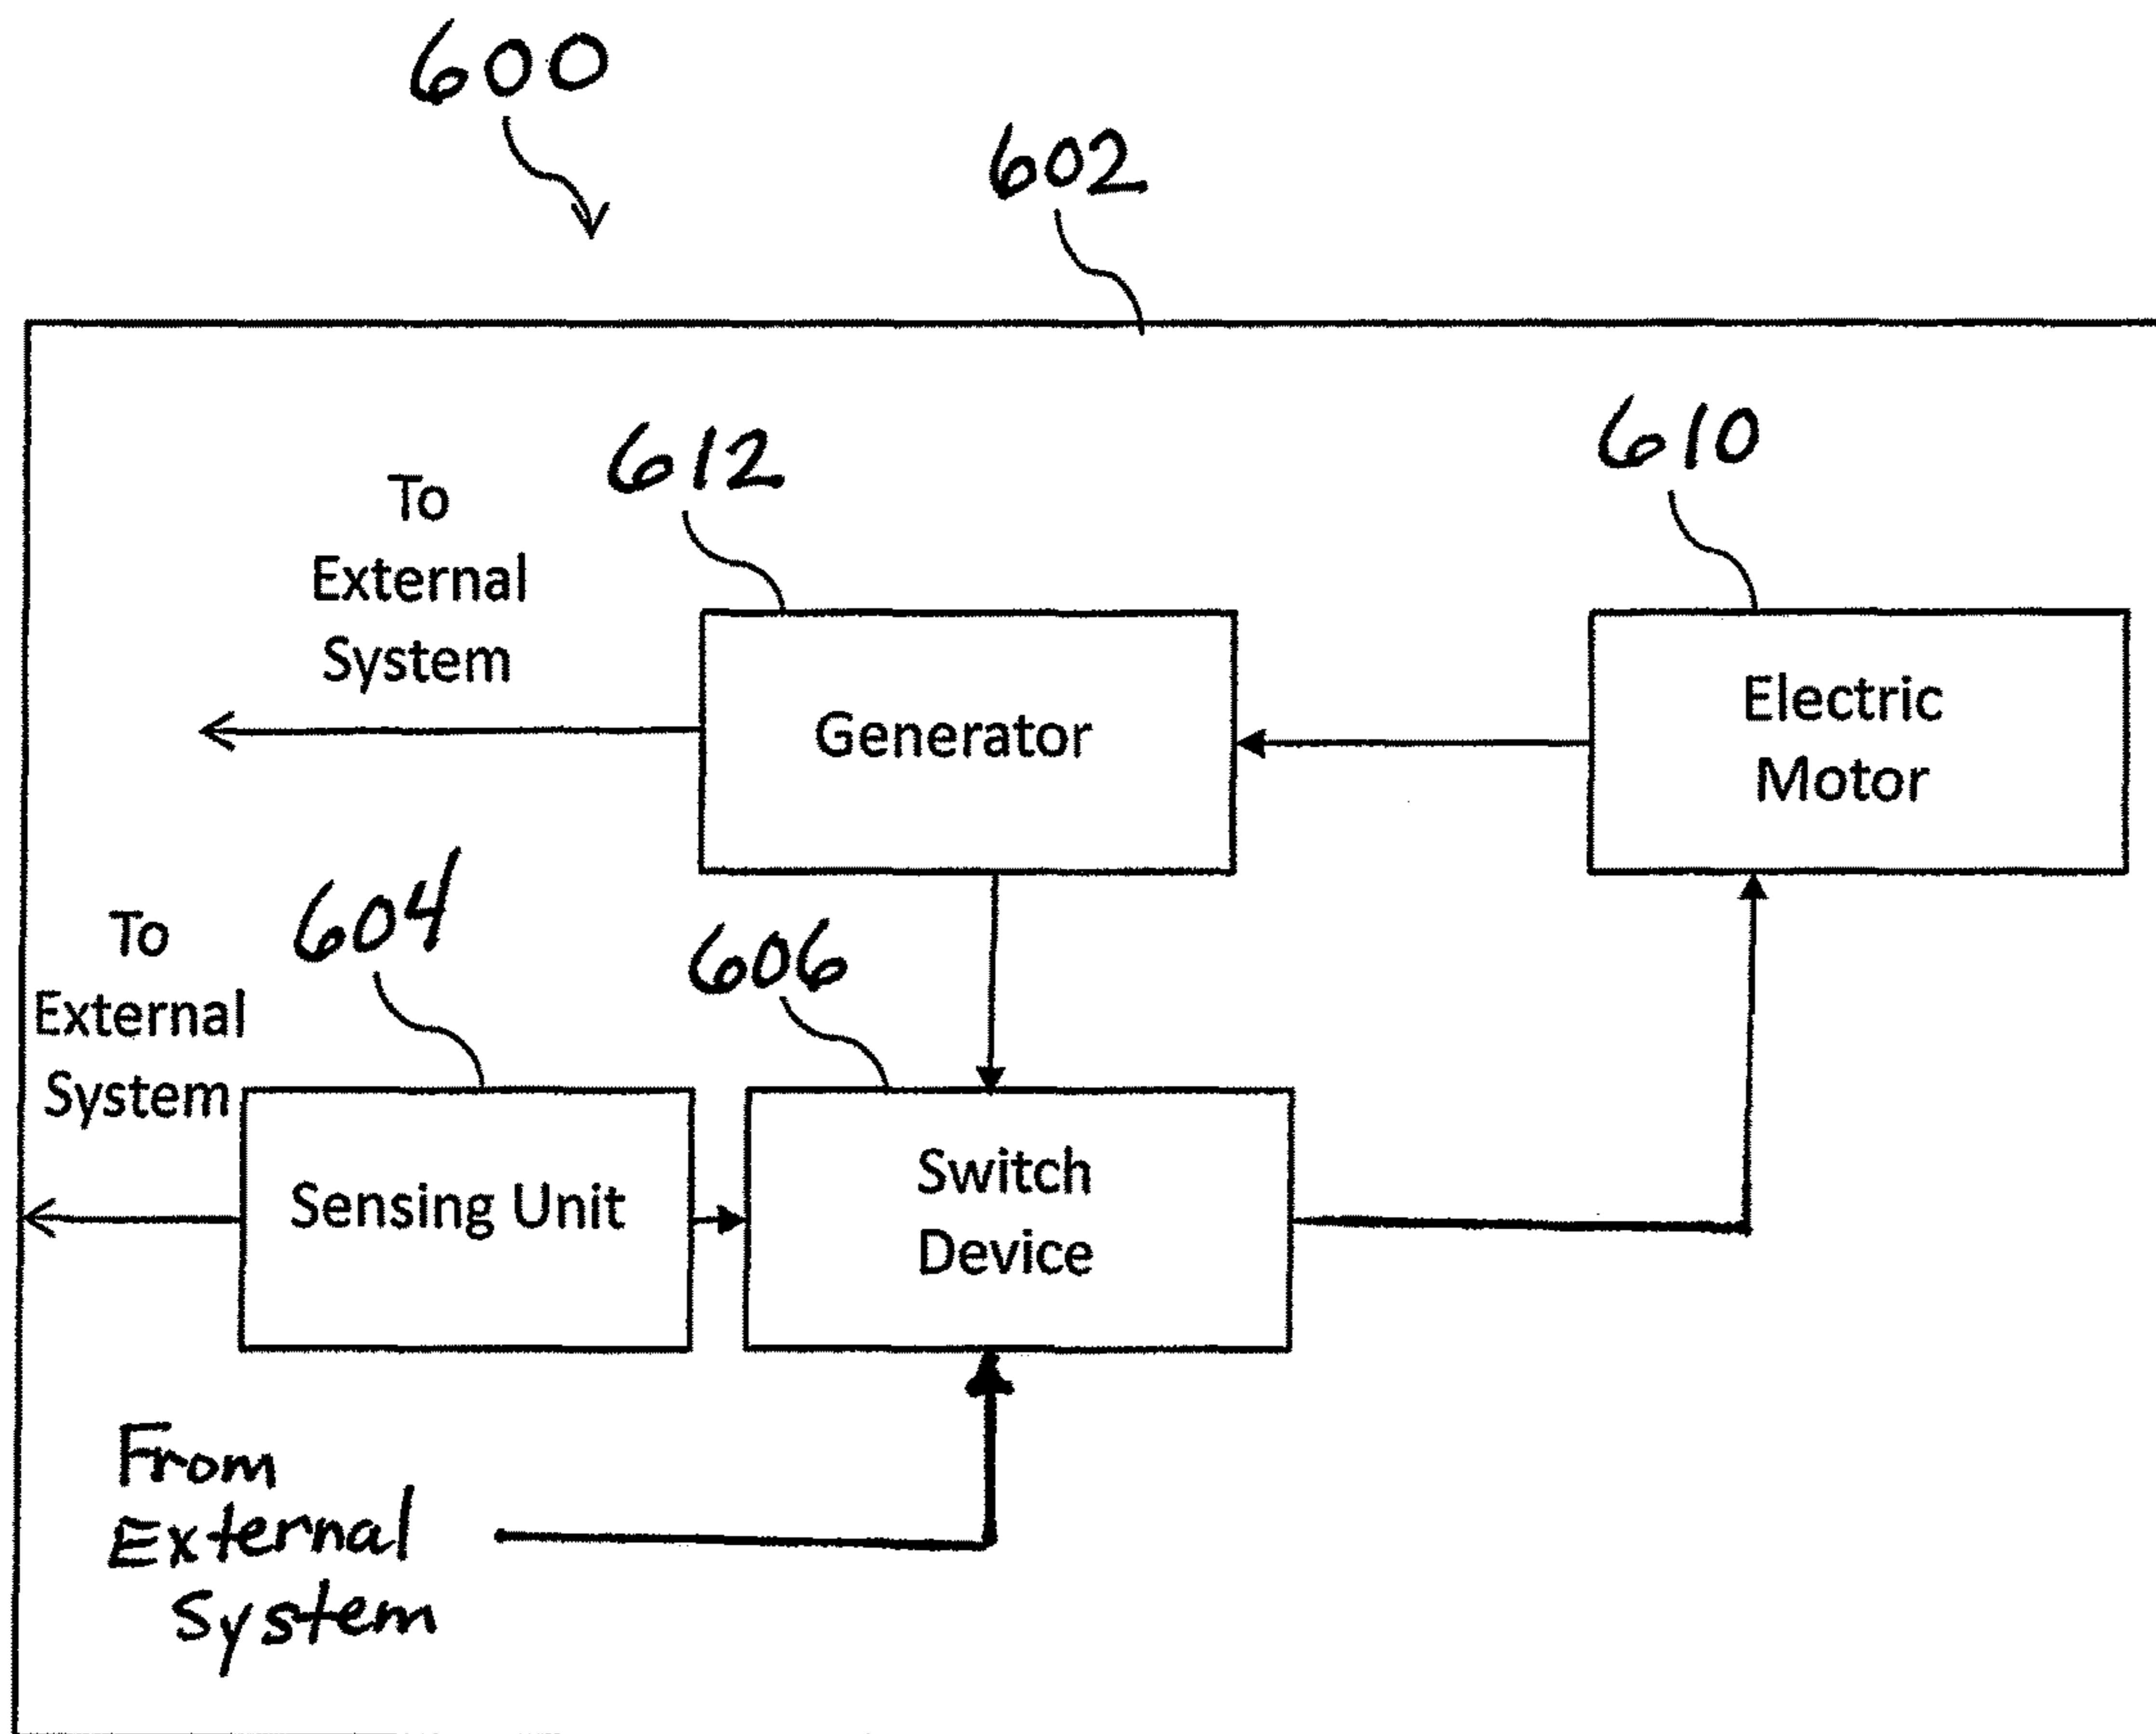 600
602
612
610
To
External
System
Generator
Electric
Motor
604
606
To
External
System
Sensing Unit
Switch
Device
From
External
System